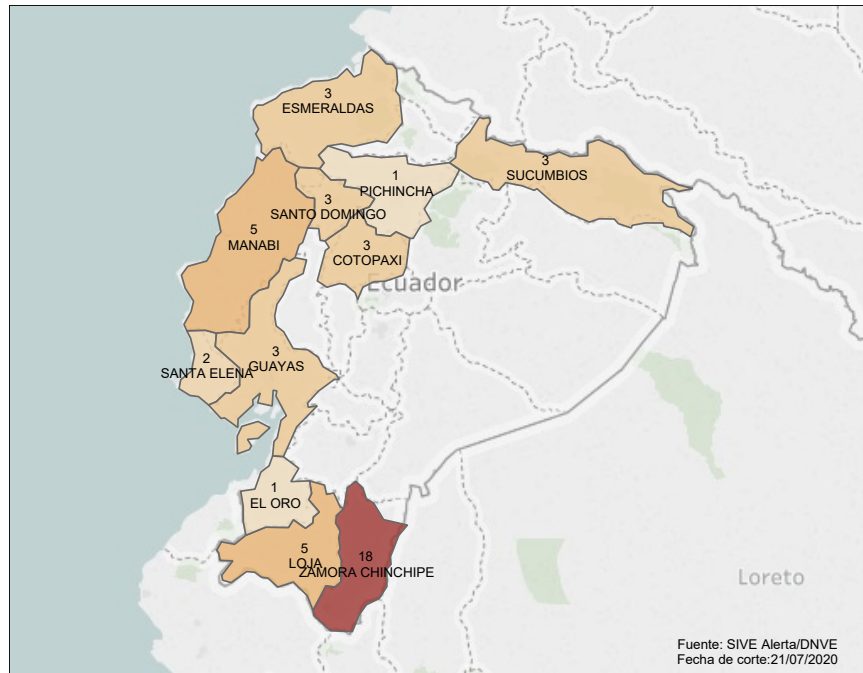 3
ESMERALDAS
3
SUCUMBIOS
1
PICHINCHA
3
SANTO DOMINGO
5
MANABI
3
COTOPAXI
Ecuador
2
SANTA ELENA
3
GUAYAS
1
EL ORO
5
LOJA
18
ZAMORA CHINCHIPE
Loreto
Fuente: SIVE Alerta/DNVE
Fecha de corte:21/07/2020